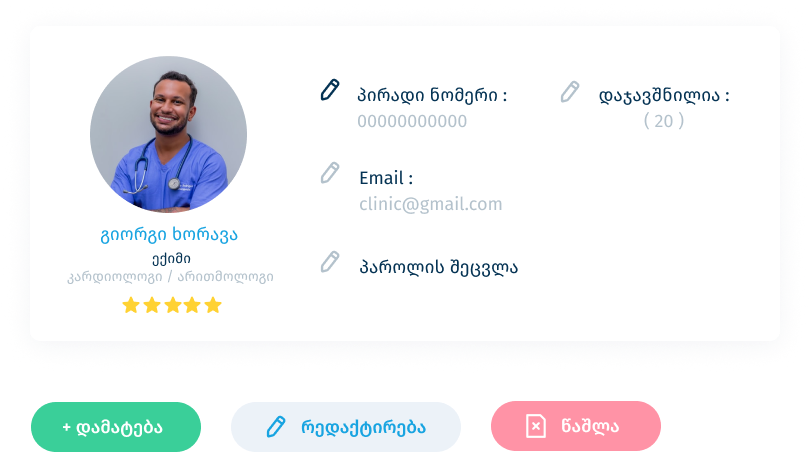 გიორგი ხორავა
ექიმი
კარდიოლოგი / არითმოლოგი
პირადი ნომერი :
00000000000
დაჯავშნილია :
( 20 )
Email :
clinic@gmail.com
პაროლის შეცვლა
+ დამატება
რედაქტირება
წაშლა